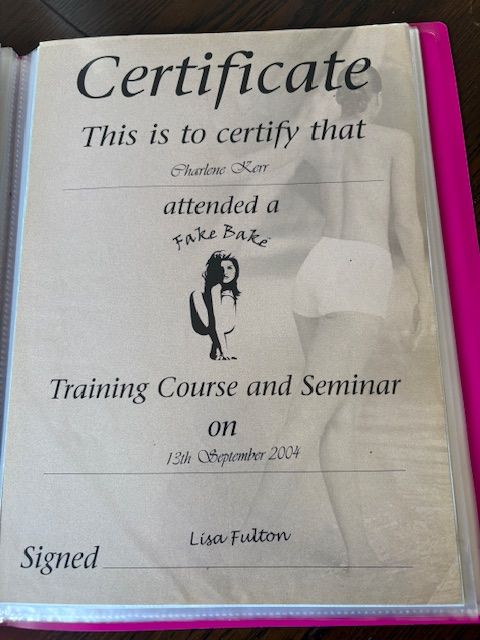 Certificate
This is to certify that
Charlene Kerr
attended a
Fake Bake
Training Course and Seminar
on
13th September 2004
Lisa Fulton
Signed